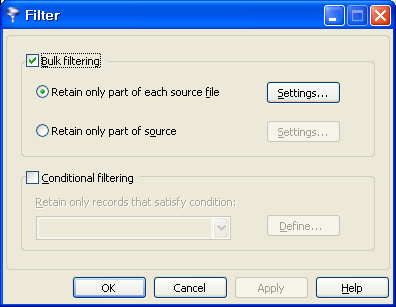 Filter
Bulk filtering
Retain only part of each source file
Settings...
Retain only part of source
Settings...
Conditional filtering
Retain only records that satisfy condition:
Define...
OK
Cancel
Apply
Help